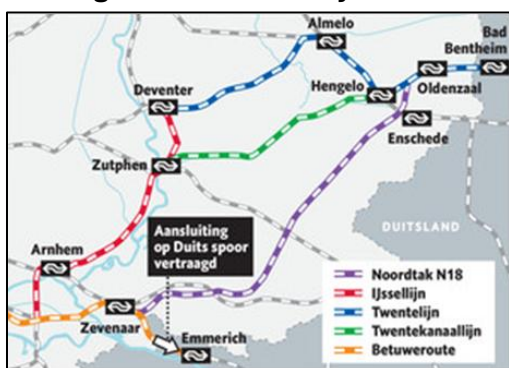 Almelo
Bad
Bentheim
Deventer
Hengelo
Oldenzaal
Enschede
Zutphen
Aansluiting
op Duits spoor
vertraagd
DUITSLAND
Arnhem
Zevenaar
Emmerich
Noordtak N18
IJssellijn
Twentelijn
Twentekanaallijn
Betuweroute